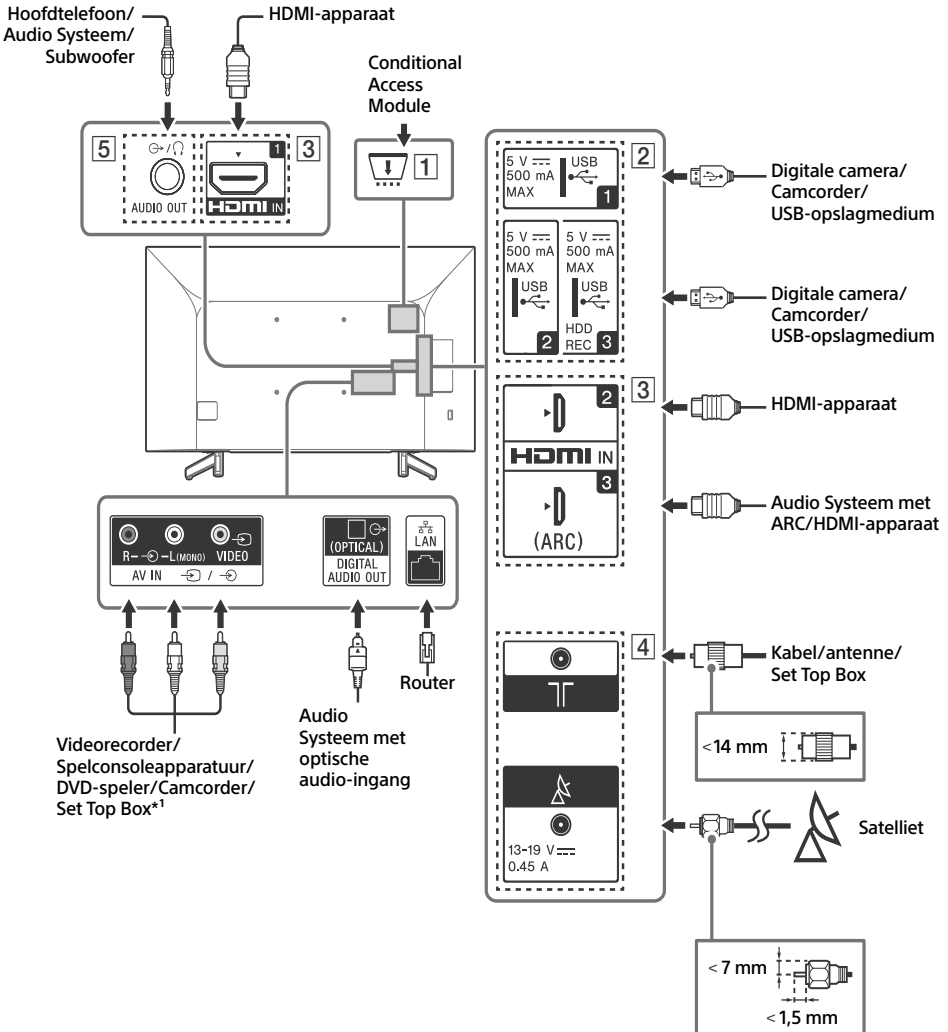 Hoofdtelefoon/
Audio Systeem/
Subwoofer
HDMI-apparaat
Conditional
Access
Module
5
AUDIO OUT
1
HDMI IN
3
1
5 V
500 mA
MAX
USB
1
2
Digitale camera/
Camcorder/
USB-opslagmedium
5 V
500 mA
MAX
USB
2
5 V
500 mA
MAX
USB
HDD
REC 3
Digitale camera/
Camcorder/
USB-opslagmedium
2
3
HDMI-apparaat
HDMI IN
3
(ARC)
Audio Systeem met
ARC/HDMI-apparaat
R- -L(MONO) VIDEO
AV IN /
(OPTICAL)
DIGITAL
AUDIO OUT
LAN
Videorecorder/
Spelconsoleapparatuur/
DVD-speler/Camcorder/
Set Top Box*1
Audio
Systeem met
optische
audio-ingang
Router
4
Kabel/antenne/
Set Top Box
<14 mm
13-19 V
0.45 A
Satelliet
<7 mm
<1,5 mm